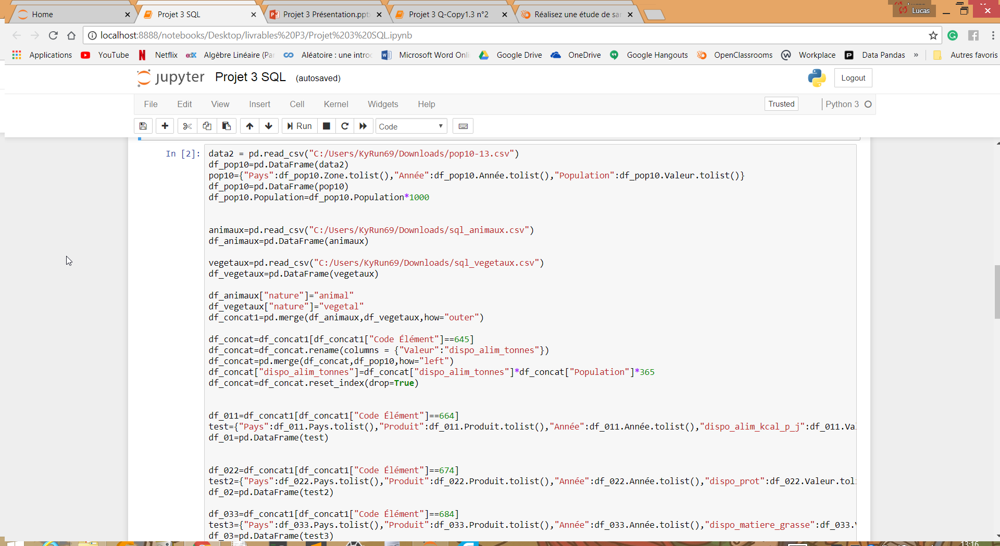 Home
Projet 3 SQL
Projet 3 Présentation.pptx
Projet 3 Q-Copy1.3 n°2
Réalisez une étude de sar
Lucas
localhost:8888/notebooks/Desktop/livrables%20P3/Projet%203%20SQL.ipynb
Applications YouTube Netflix Algèbre Linéaire (Par Aléatoire : une introc Microsoft Word Onli Google Drive OneDrive Google Hangouts OpenClassrooms Workplace Data Pandas » Autres favoris
jupyter Projet 3 SQL (autosaved) Logout
File Edit View Insert Cell Kernel Widgets Help Trusted Python 3
Run Code
In [2]:
data2 = pd.read_csv("C:/Users/KyRun69/Downloads/pop10-13.csv")
df_pop10=pd.DataFrame(data2)
pop10={"Pays":df_pop10.Zone.tolist(),"Année":df_pop10.Année.tolist(),"Population":df_pop10.Valeur.tolist()}
df_pop10=pd.DataFrame(pop10)
df_pop10.Population=df_pop10.Population*1000
animaux=pd.read_csv("C:/Users/KyRun69/Downloads/sql_animaux.csv")
df_animaux=pd.DataFrame(animaux)
vegetaux=pd.read_csv("C:/Users/KyRun69/Downloads/sql_vegetaux.csv")
df_vegetaux=pd.DataFrame(vegetaux)
df_animaux["nature"]="animal"
df_vegetaux["nature"]="vegetal"
df_concat1=pd.merge(df_animaux,df_vegetaux,how="outer")
df_concat=df_concat1[df_concat1["Code Élément"]==645]
df_concat=df_concat.rename(columns = {"Valeur":"dispo_alim_tonnes"})
df_concat=pd.merge(df_concat,df_pop10,how="left")
df_concat["dispo_alim_tonnes"]=df_concat["dispo_alim_tonnes"]*df_concat["Population"]*365
df_concat=df_concat.reset_index(drop=True)
df_011=df_concat1[df_concat1["Code Élément"]==664]
test={"Pays":df_011.Pays.tolist(),"Produit":df_011.Produit.tolist(),"Année":df_011.Année.tolist(),"dispo_alim_kcal_p_j":df_011.Val
df_01=pd.DataFrame(test)
df_022=df_concat1[df_concat1["Code Élément"]==674]
test2={"Pays":df_022.Pays.tolist(),"Produit":df_022.Produit.tolist(),"Année":df_022.Année.tolist(),"dispo_prot":df_022.Valeur.toli
df_02=pd.DataFrame(test2)
df_033=df_concat1[df_concat1["Code Élément"]==684]
test3={"Pays":df_033.Pays.tolist(),"Produit":df_033.Produit.tolist(),"Année":df_033.Année.tolist(),"dispo_matiere_grasse":df_033.V
df_03=pd.DataFrame(test3)
13:16